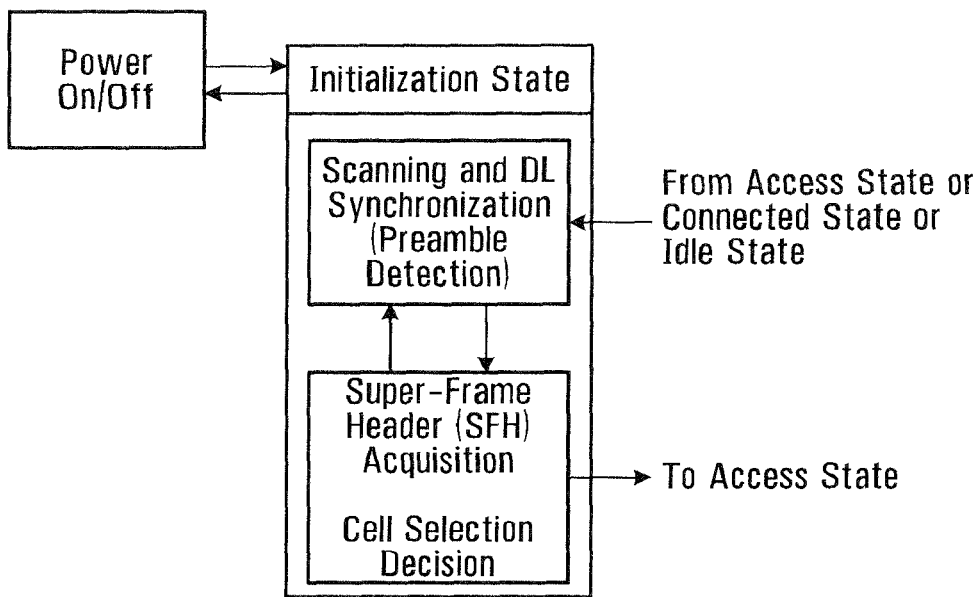 Power
On/Off
Initialization State
Scanning and DL
Synchronization
(Preamble
Detection)
From Access State or
Connected State or
Idle State
Super-Frame
Header (SFH)
Acquisition
Cell Selection
Decision
To Access State